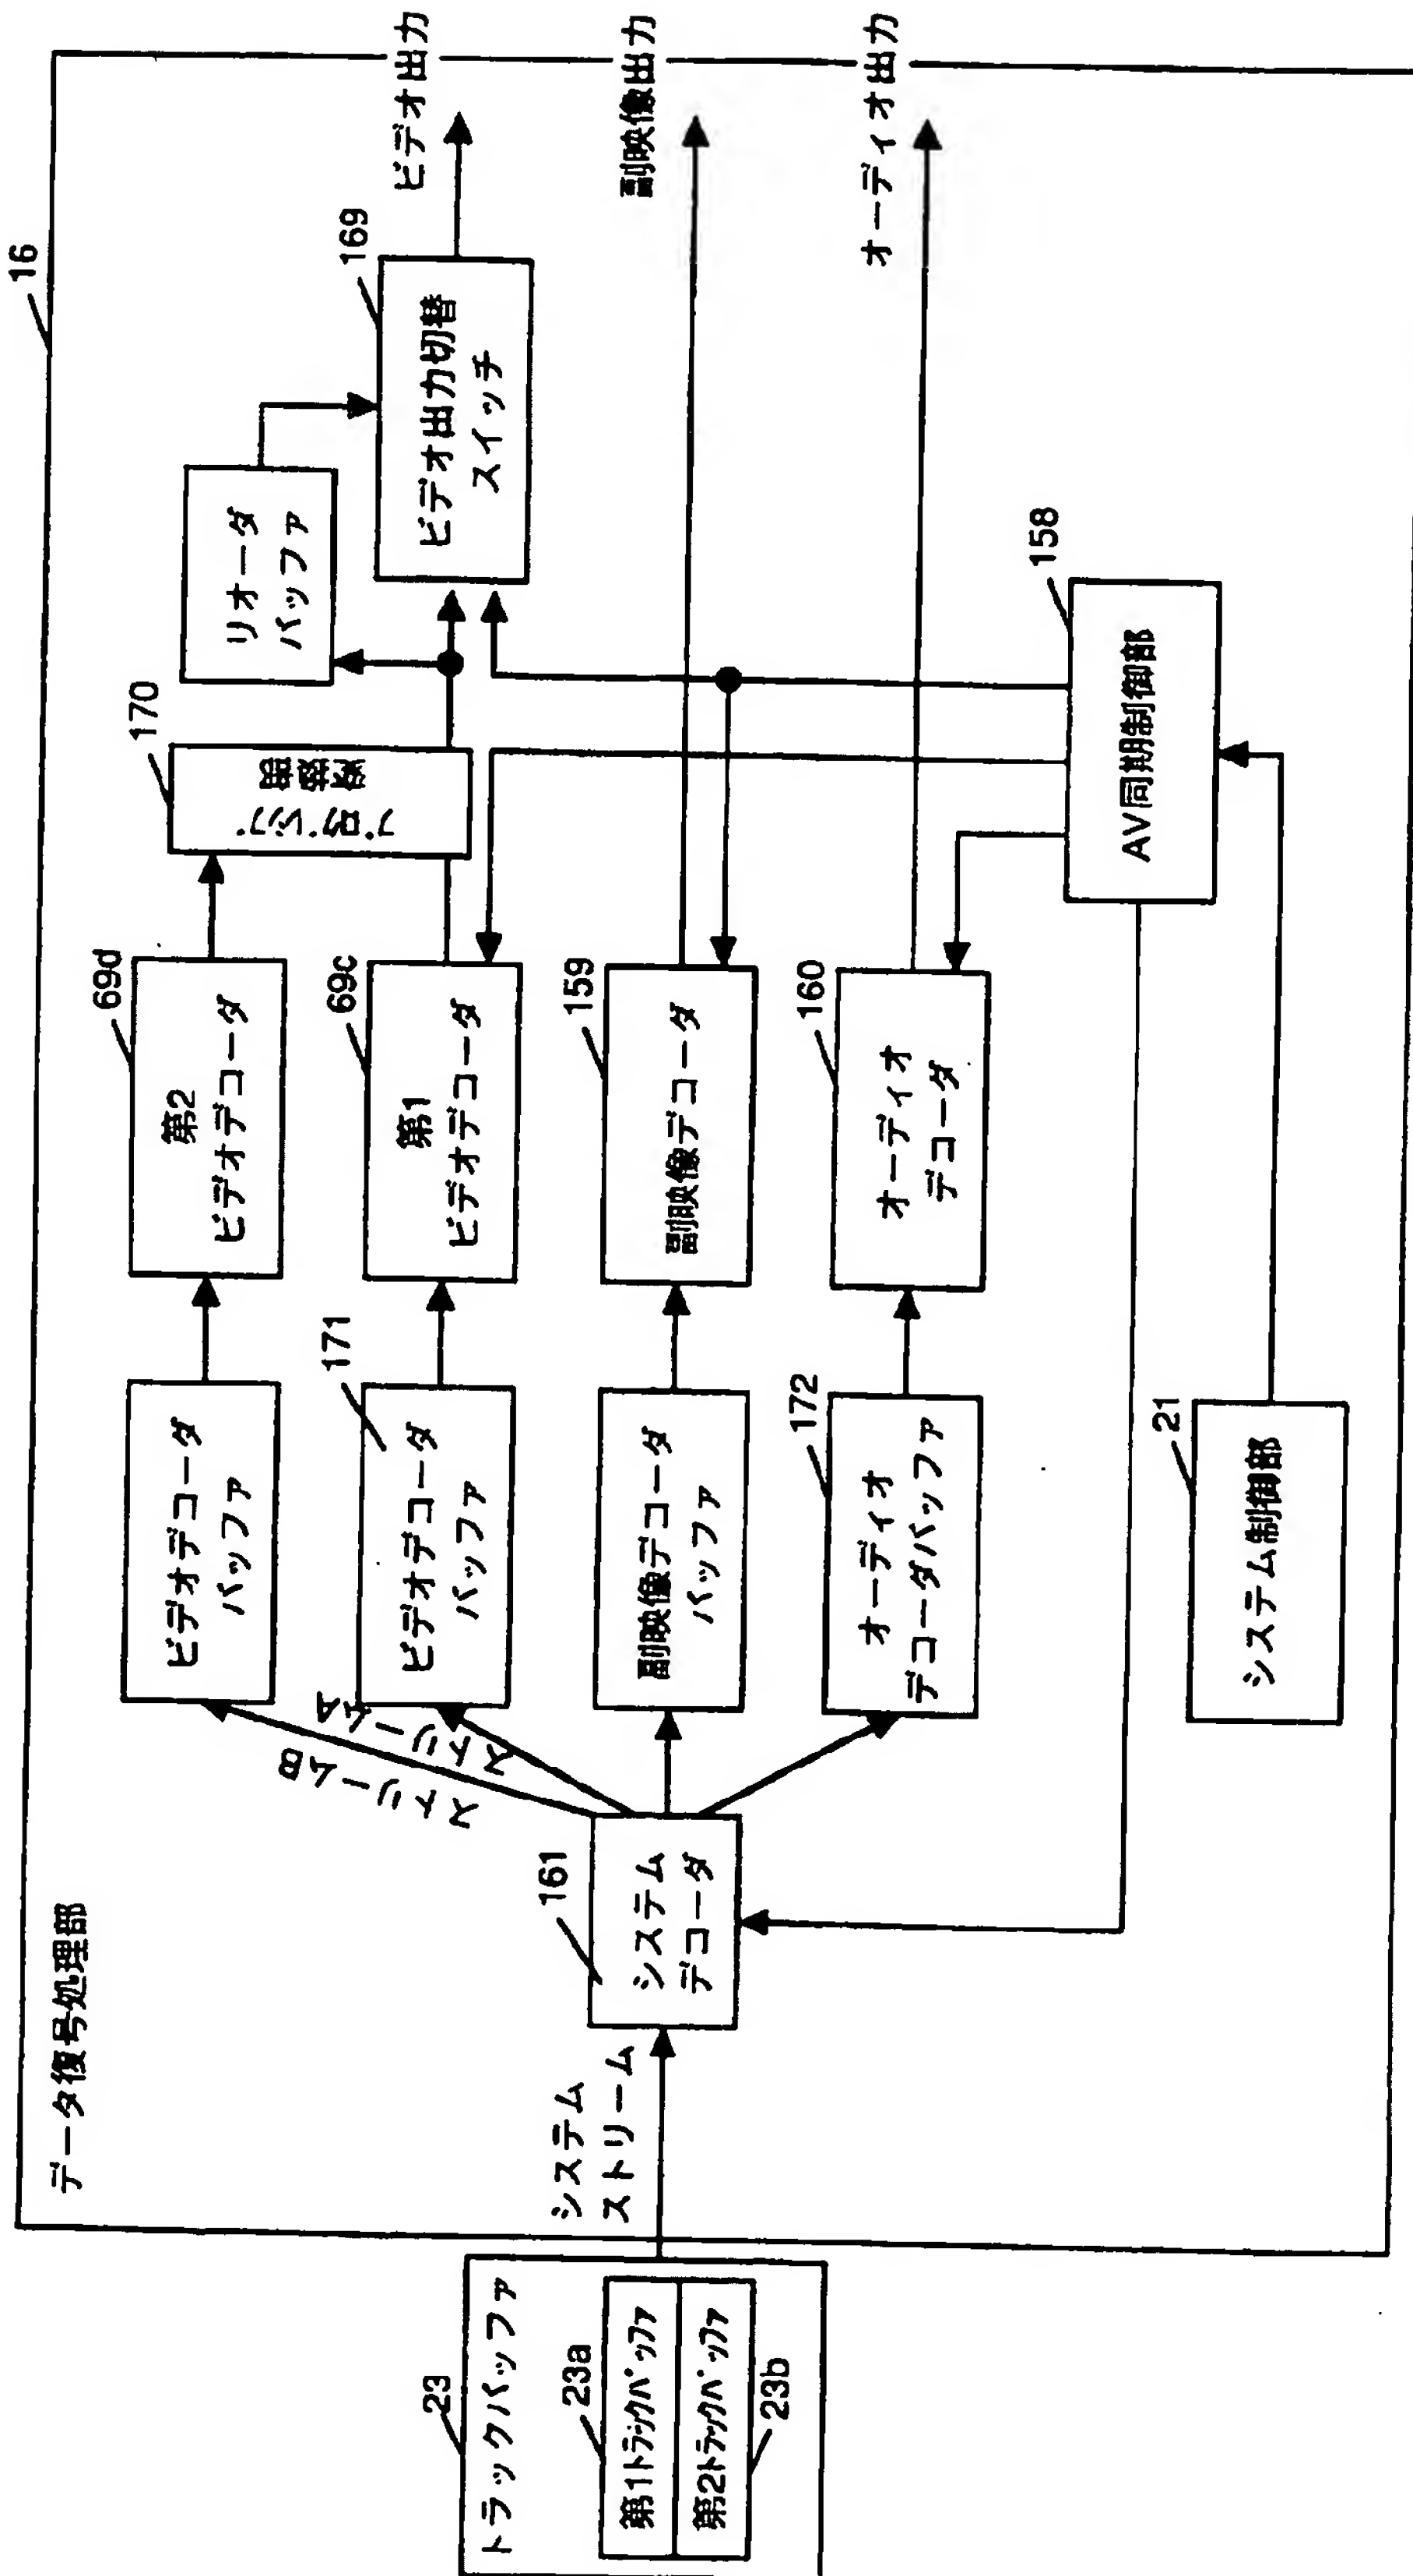 16
データ復号処理部
23
トラックバッファ
23a
第1トラックバッファ
第2トラックバッファ
23b
システム
ストリーム
161
システム
デコーダ
ストリームB
ストリームA
ビデオデコーダ
バッファ
171
ビデオデコーダ
バッファ
副映像デコーダ
バッファ
172
オーディオ
デコーダバッファ
21
システム制御部
69d
第2
ビデオデコーダ
69c
第1
ビデオデコーダ
159
副映像デコーダ
160
オーディオ
デコーダ
158
AV同期制御部
170
変換部
リオーダ
バッファ
169
ビデオ出力切替
スイッチ
ビデオ出力
副映像出力
オーディオ出力